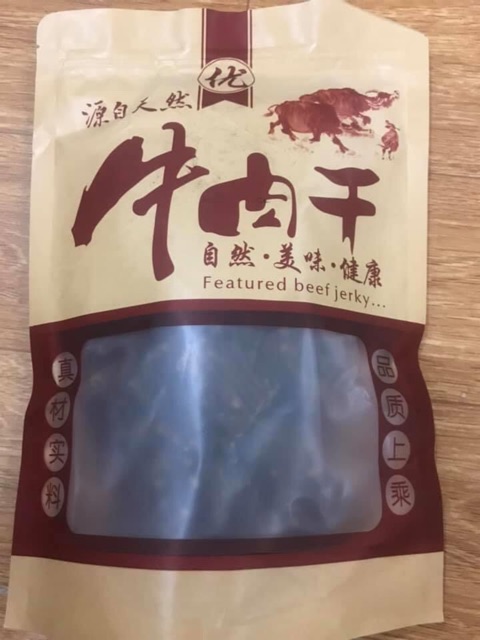 优
源自天然
牛肉干
自然·美味·健康
Featured beef jerky...
真材实料
品质上乘